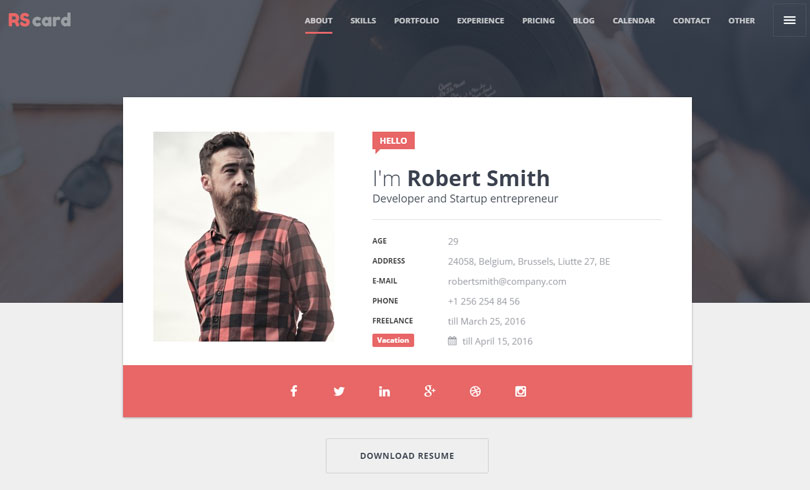 RS card
ABOUT SKILLS PORTFOLIO EXPERIENCE PRICING BLOG CALENDAR CONTACT OTHER
HELLO
I'm Robert Smith
Developer and Startup entrepreneur
AGE 29
ADDRESS 24058, Belgium, Brussels, Liutte 27, BE
E-MAIL robertsmith@company.com
PHONE +1 256 254 84 56
FREELANCE till March 25, 2016
Vacation till April 15, 2016
DOWNLOAD RESUME